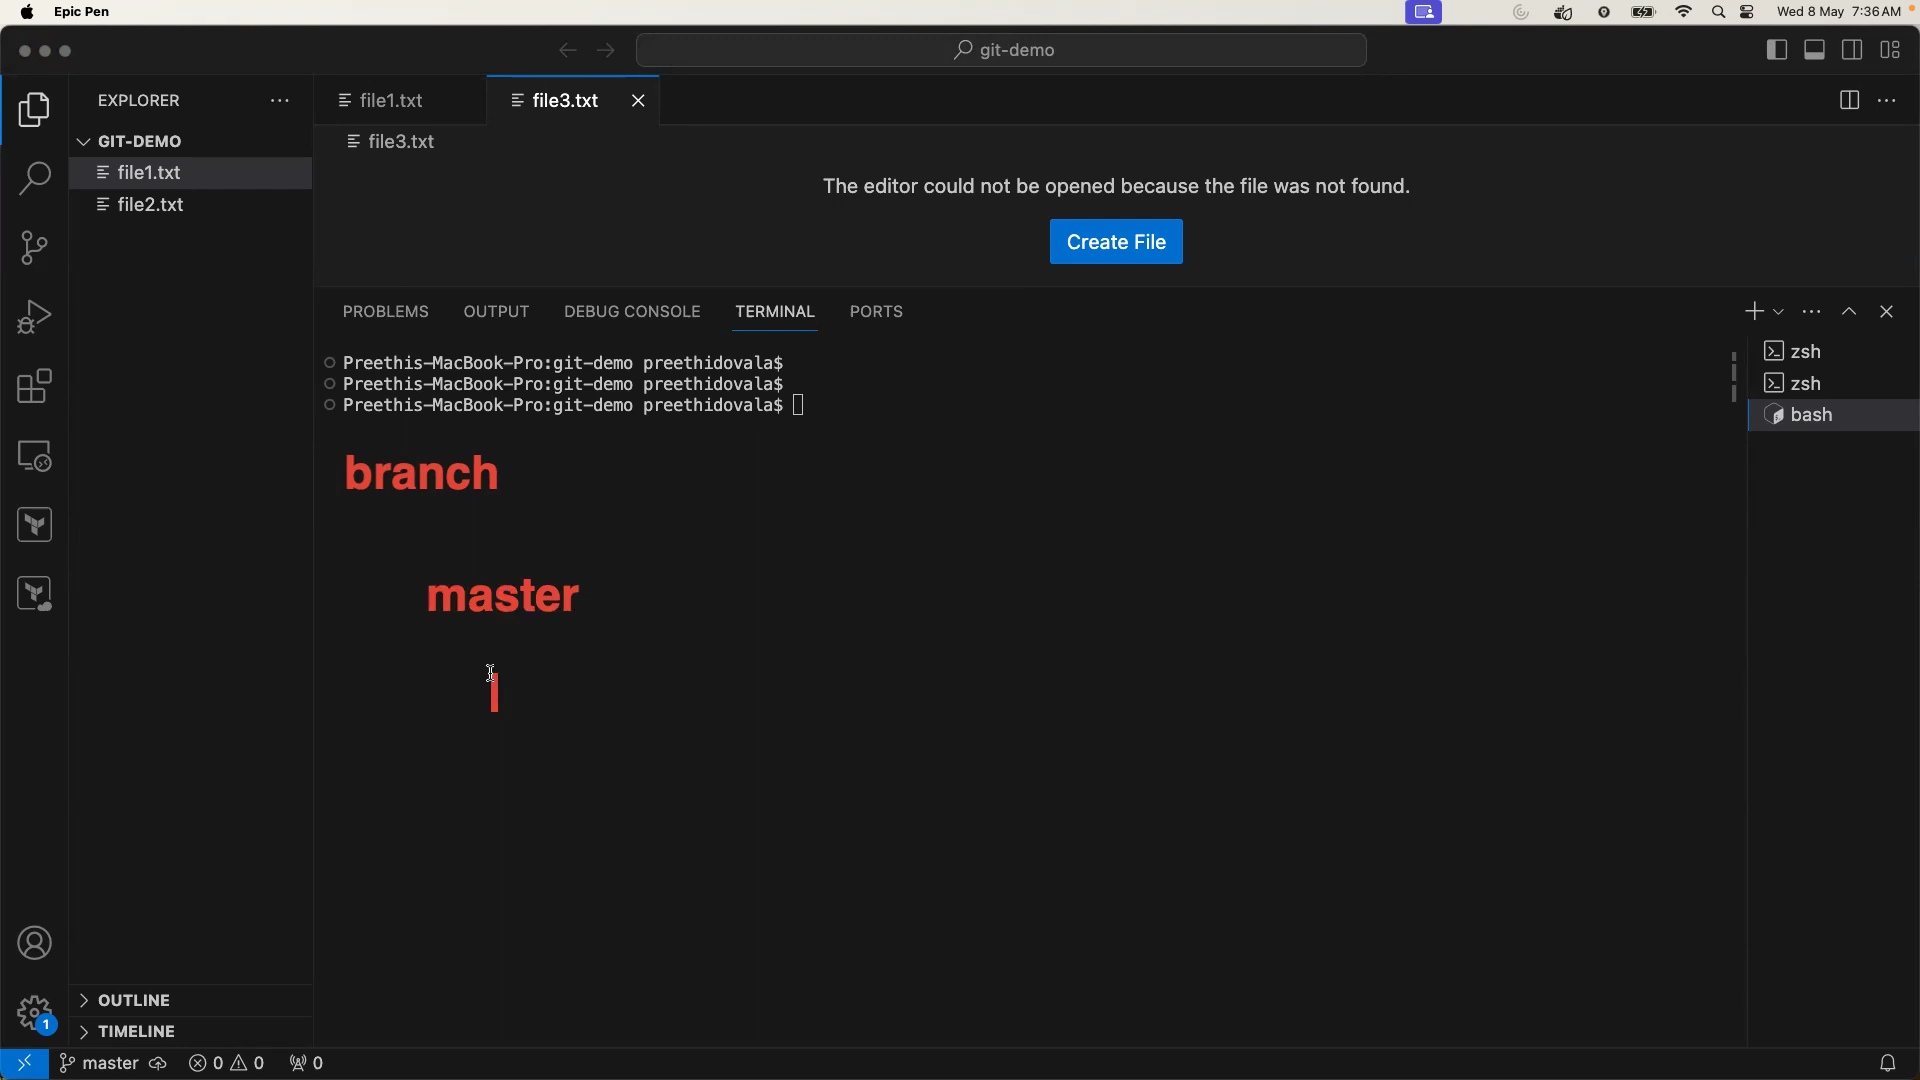 Epic Pen
Wed 8 May 7:36 AM
git-demo
EXPLORER
file1.txt
file3.txt
GIT-DEMO
file3.txt
file1.txt
file2.txt
The editor could not be opened because the file was not found.
Create File
PROBLEMS OUTPUT DEBUG CONSOLE TERMINAL PORTS
Preethis-MacBook-Pro:git-demo preethidovala$
Preethis-MacBook-Pro:git-demo preethidovala$
Preethis-MacBook-Pro:git-demo preethidovala$
zsh
zsh
bash
branch
master
OUTLINE
TIMELINE
1
master 0 0 0